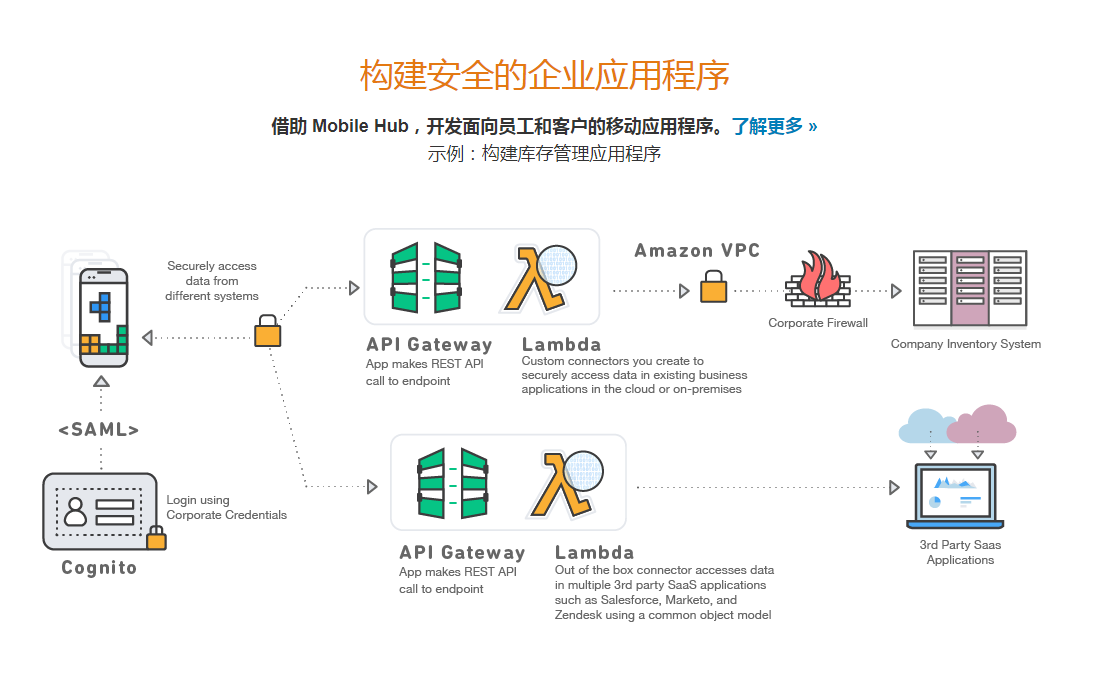 构建安全的企业应用程序
借助 Mobile Hub，开发面向员工和客户的移动应用程序。了解更多 »
示例：构建库存管理应用程序
Securely access
data from
different systems
API Gateway
App makes REST API
call to endpoint
Lambda
Custom connectors you create to
securely access data in existing business
applications in the cloud or on-premises
Amazon VPC
Corporate Firewall
Company Inventory System
<SAML>
Login using
Corporate Credentials
Cognito
API Gateway
App makes REST API
call to endpoint
Lambda
Out of the box connector accesses data
in multiple 3rd party SaaS applications
such as Salesforce, Marketo, and
Zendesk using a common object model
3rd Party Saas
Applications